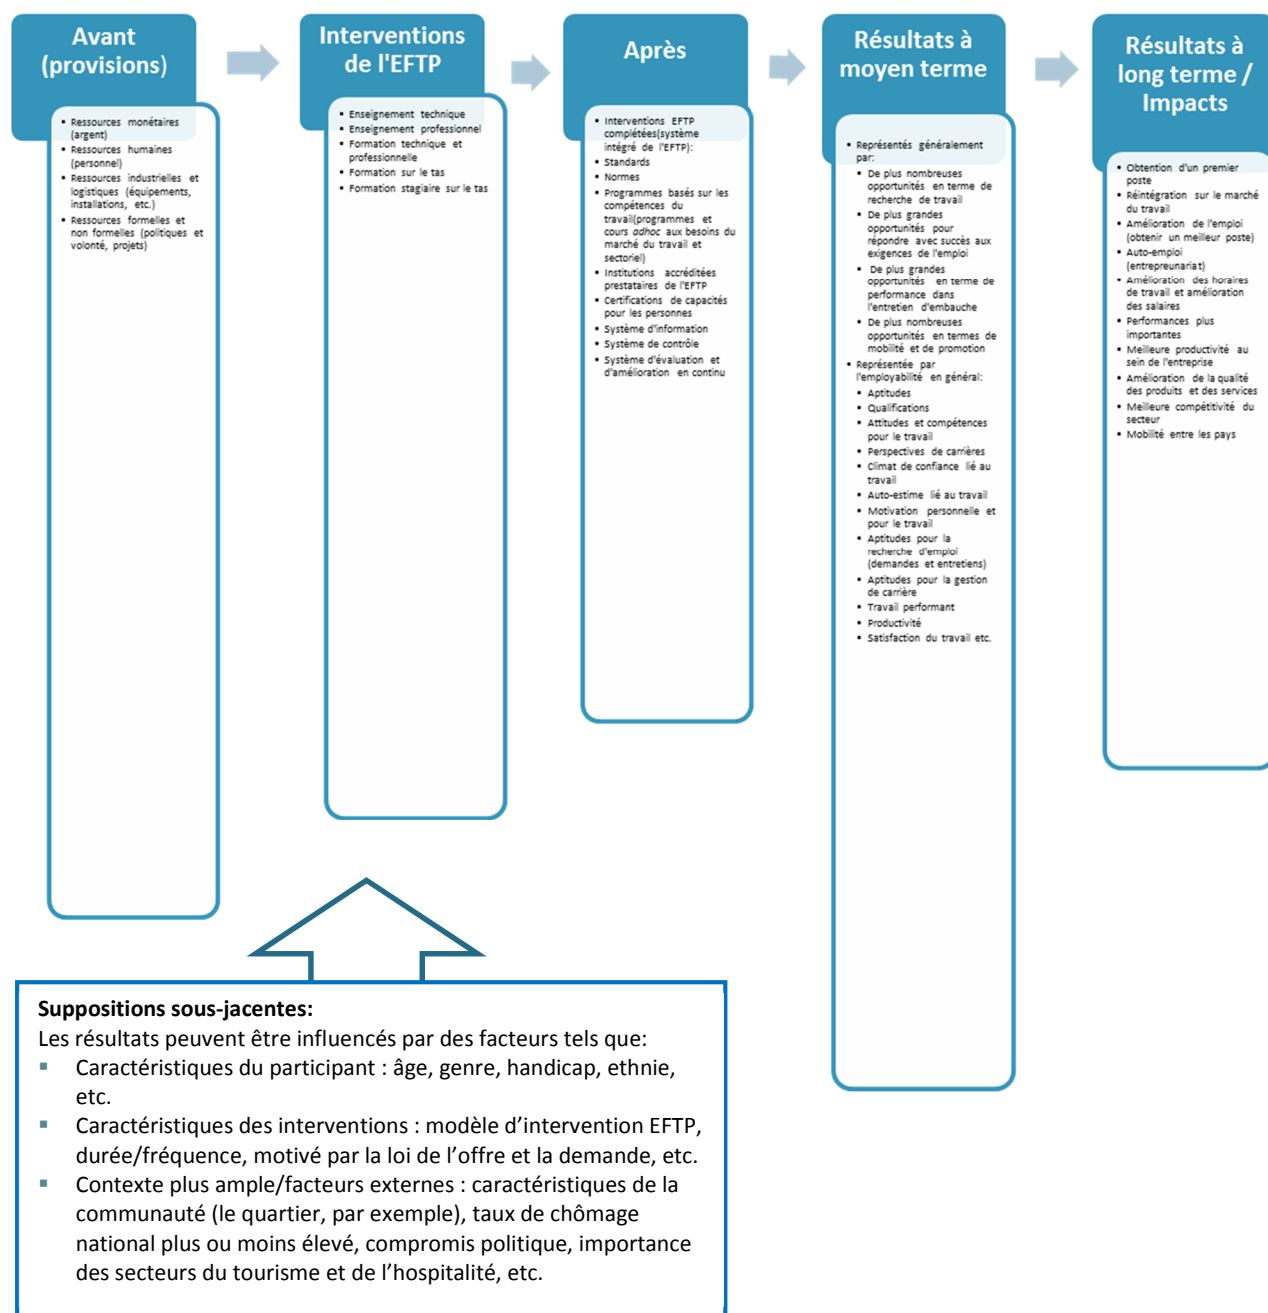 Avant
(provisions)
▪ Ressources monétaires
(argent)
▪ Ressources humaines
(personnel)
▪ Ressources industrielles et
logistiques (équipements,
installations, etc.)
▪ Ressources formelles et
non formelles (politiques et
volonté, projets)
Interventions
de l'EFTP
▪ Enseignement technique
▪ Enseignement professionnel
▪ Formation technique et
professionnelle
▪ Formation sur le tas
▪ Formation stagiaire sur le tas
Après
▪ Interventions EFTP
complétées(système
intégré de l'EFTP):
▪ Standards
▪ Normes
▪ Programmes basés sur les
compétences du
travail(programmes et
cours adhoc aux besoins du
marché du travail et
sectoriel)
▪ Institutions accréditées
prestataires de l'EFTP
▪ Certifications de capacités
pour les personnes
▪ Système d'information
▪ Système de contrôle
▪ Système d'évaluation et
d'amélioration en continu
Résultats à
moyen terme
▪ Représentés généralement
par:
▪ De plus nombreuses
opportunités en terme de
recherche de travail
▪ De plus grandes
opportunités pour
répondre avec succès aux
exigences de l'emploi
▪ De plus grandes
opportunités en terme de
performance dans
l'entretien d'embauche
▪ De plus nombreuses
opportunités en termes de
mobilité et de promotion
▪ Représentée par
l'employabilité en général:
▪ Aptitudes
▪ Qualifications
▪ Attitudes et compétences
pour le travail
▪ Perspectives de carrières
▪ Climat de confiance lié au
travail
▪ Auto-estime lié au travail
▪ Motivation personnelle et
pour le travail
▪ Aptitudes pour la
recherche d'emploi
(demandes et entretiens)
▪ Aptitudes pour la gestion
de carrière
▪ Travail performant
▪ Productivité
▪ Satisfaction du travail etc.
Résultats à
long terme /
Impacts
▪ Obtention d'un premier
poste
▪ Réintégration sur le marché
du travail
▪ Amélioration de l'emploi
(obtenir un meilleur poste)
▪ Auto-emploi
(entrepreunariat)
▪ Amélioration des horaires
de travail et amélioration
des salaires
▪ Performances plus
importantes
▪ Meilleure productivité au
sein de l'entreprise
▪ Amélioration de la qualité
des produits et des services
▪ Meilleure compétitivité du
secteur
▪ Mobilité entre les pays
Suppositions sous-jacentes:
Les résultats peuvent être influencés par des facteurs tels que:
▪ Caractéristiques du participant : âge, genre, handicap, ethnie,
etc.
▪ Caractéristiques des interventions : modèle d’intervention EFTP,
durée/fréquence, motivé par la loi de l’offre et la demande, etc.
▪ Contexte plus ample/facteurs externes : caractéristiques de la
communauté (le quartier, par exemple), taux de chômage
national plus ou moins élevé, compromis politique, importance
des secteurs du tourisme et de l’hospitalité, etc.